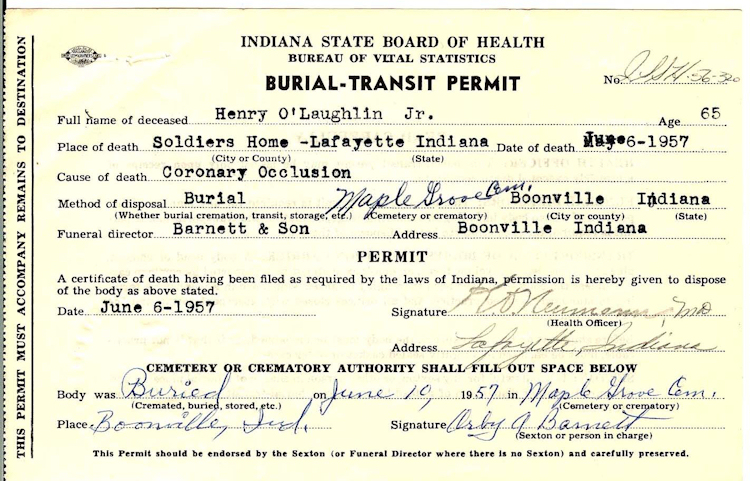 THIS PERMIT MUST ACCOMPANY REMAINS TO DESTINATION
INDIANA STATE BOARD OF HEALTH
BUREAU OF VITAL STATISTICS
BURIAL-TRANSIT PERMIT
No.
Full name of deceased Henry O'Laughlin Jr. Age 65
Place of death Soldiers Home -Lafayette Indiana Date of death June 6-1957
(City or County) (State)
Cause of death Coronary Occlusion
Method of disposal Burial Maple Grove Cem. Boonville Indiana
(Whether burial cremation, transit, storage, etc.) (Cemetery or crematory) (City or county) (State)
Funeral director Barnett & Son Address Boonville Indiana
PERMIT
A certificate of death having been filed as required by the laws of Indiana, permission is hereby given to dispose
of the body as above stated.
Date June 6-1957 Signature Neumann, MD
(Health Officer)
Address Lafayette, Indiana
CEMETERY OR CREMATORY AUTHORITY SHALL FILL OUT SPACE BELOW
Body was Buried on June 10, 1957 in Maple Grove Cem.
(Cremated, buried, stored, etc.) (Cemetery or crematory)
Place Boonville, Ind. Signature Orby A Barnett
(Sexton or person in charge)
This Permit should be endorsed by the Sexton (or Funeral Director where there is no Sexton) and carefully preserved.